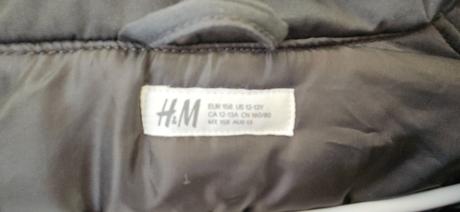 H&M
EUR 158 US 12-13Y
CA 12-13A CN 160/80
MX 158 AUS 13